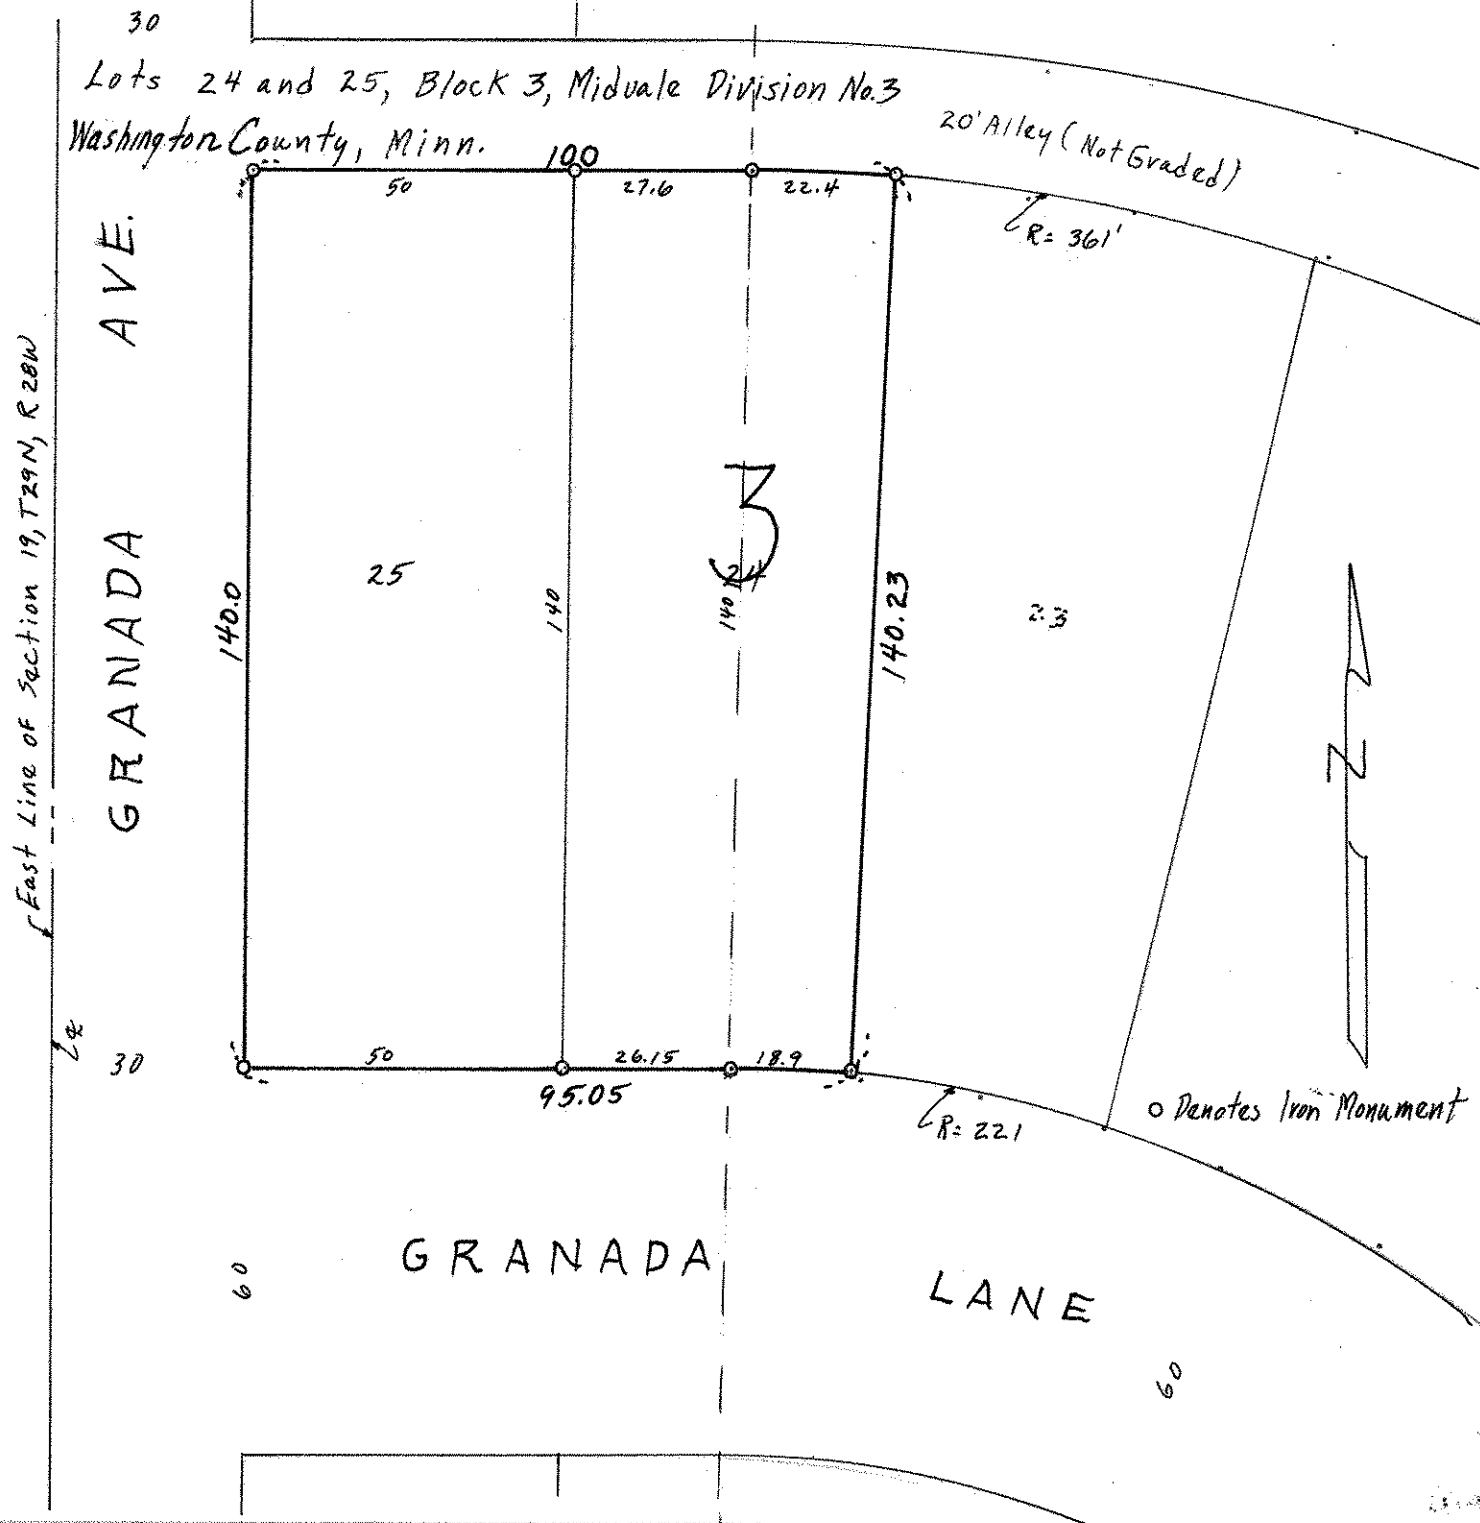 30
Lots 24 and 25, Block 3, Midvale Division No.3
Washington County, Minn.
20' Alley (Not Graded)
100
50
27.6
22.4
R= 361'
GRANADA AVE.
East Line of Section 19, T29N, R 28W
3
25
24
23
140.0
140
140
140.23
N
30
50
26.15
18.9
95.05
R= 221
O Denotes Iron Monument
GRANADA LANE
60
60